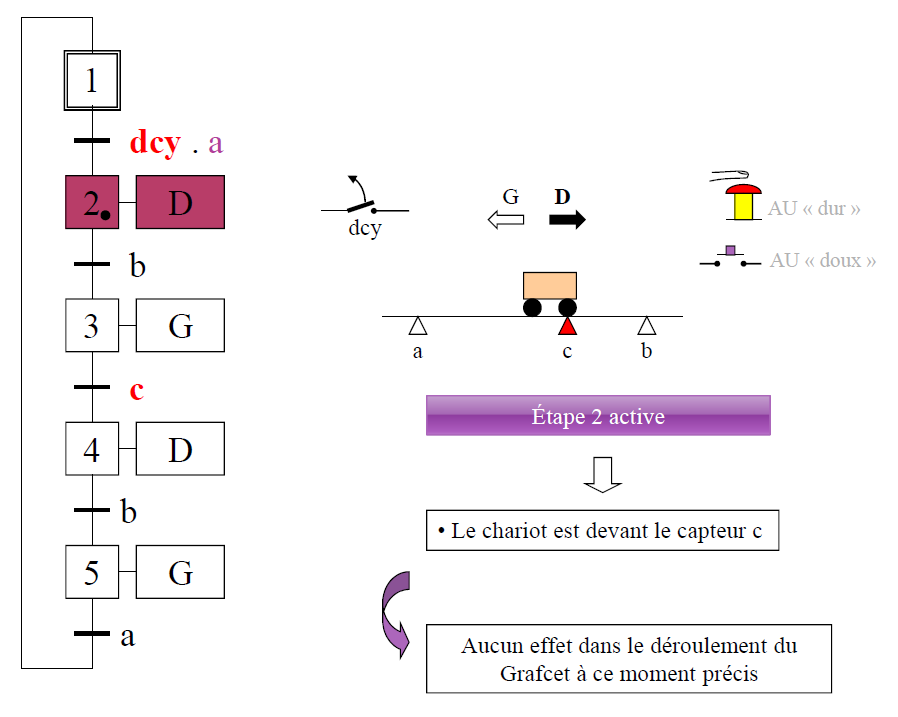 1
dcy . a
2
D
b
3
G
c
4
D
b
5
G
a
dcy
G
D
AU « dur »
AU « doux »
a
c
b
Étape 2 active
• Le chariot est devant le capteur c
Aucun effet dans le déroulement du
Grafcet à ce moment précis